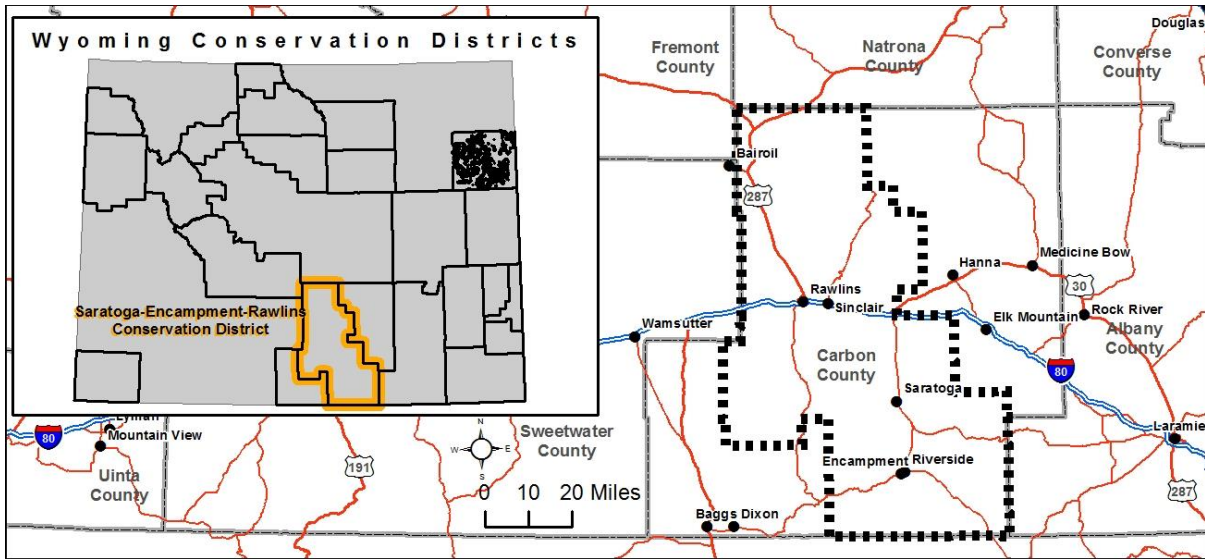 Wyoming Conservation Districts
Saratoga-Encampment-Rawlins
Conservation District
Fremont
County
Natrona
County
Converse
County
Douglas
Bairoil
287
Hanna
Medicine Bow
30
Rawlins
Sinclair
Rock River
Elk Mountain
Albany
County
Wamsutter
Carbon
County
80
Saratoga
Laramie
Lyman
80
Mountain View
Uinta
County
191
N
W E
S
Sweetwater
County
0 10 20 Miles
Encampment
Riverside
287
Baggs
Dixon